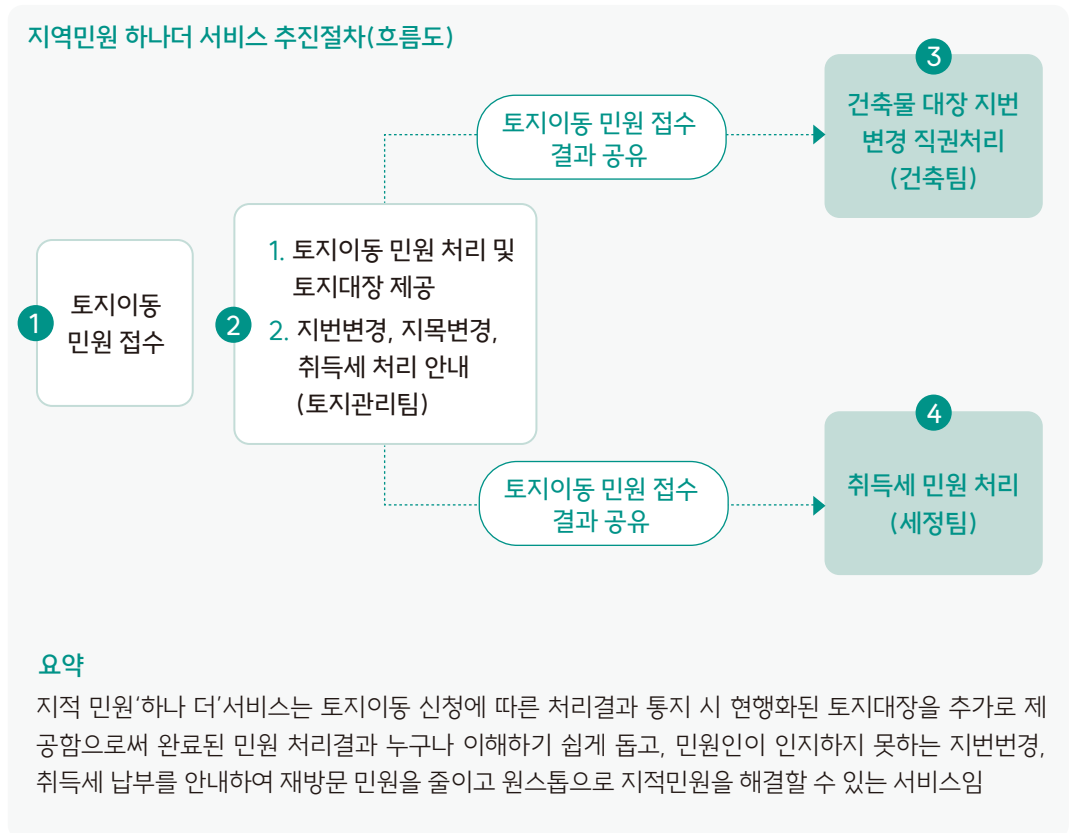 지역민원 하나더 서비스 추진절차(흐름도)
1
토지이동
민원 접수
2
1. 토지이동 민원 처리 및
토지대장 제공
2. 지번변경, 지목변경,
취득세 처리 안내
(토지관리팀)
토지이동 민원 접수
결과 공유
3
건축물 대장 지번
변경 직권처리
(건축팀)
토지이동 민원 접수
결과 공유
4
취득세 민원 처리
(세정팀)
요약
지적 민원‘하나 더’서비스는 토지이동 신청에 따른 처리결과 통지 시 현행화된 토지대장을 추가로 제
공함으로써 완료된 민원 처리결과 누구나 이해하기 쉽게 돕고, 민원인이 인지하지 못하는 지번번경,
취득세 납부를 안내하여 재방문 민원을 줄이고 원스톱으로 지적민원을 해결할 수 있는 서비스임